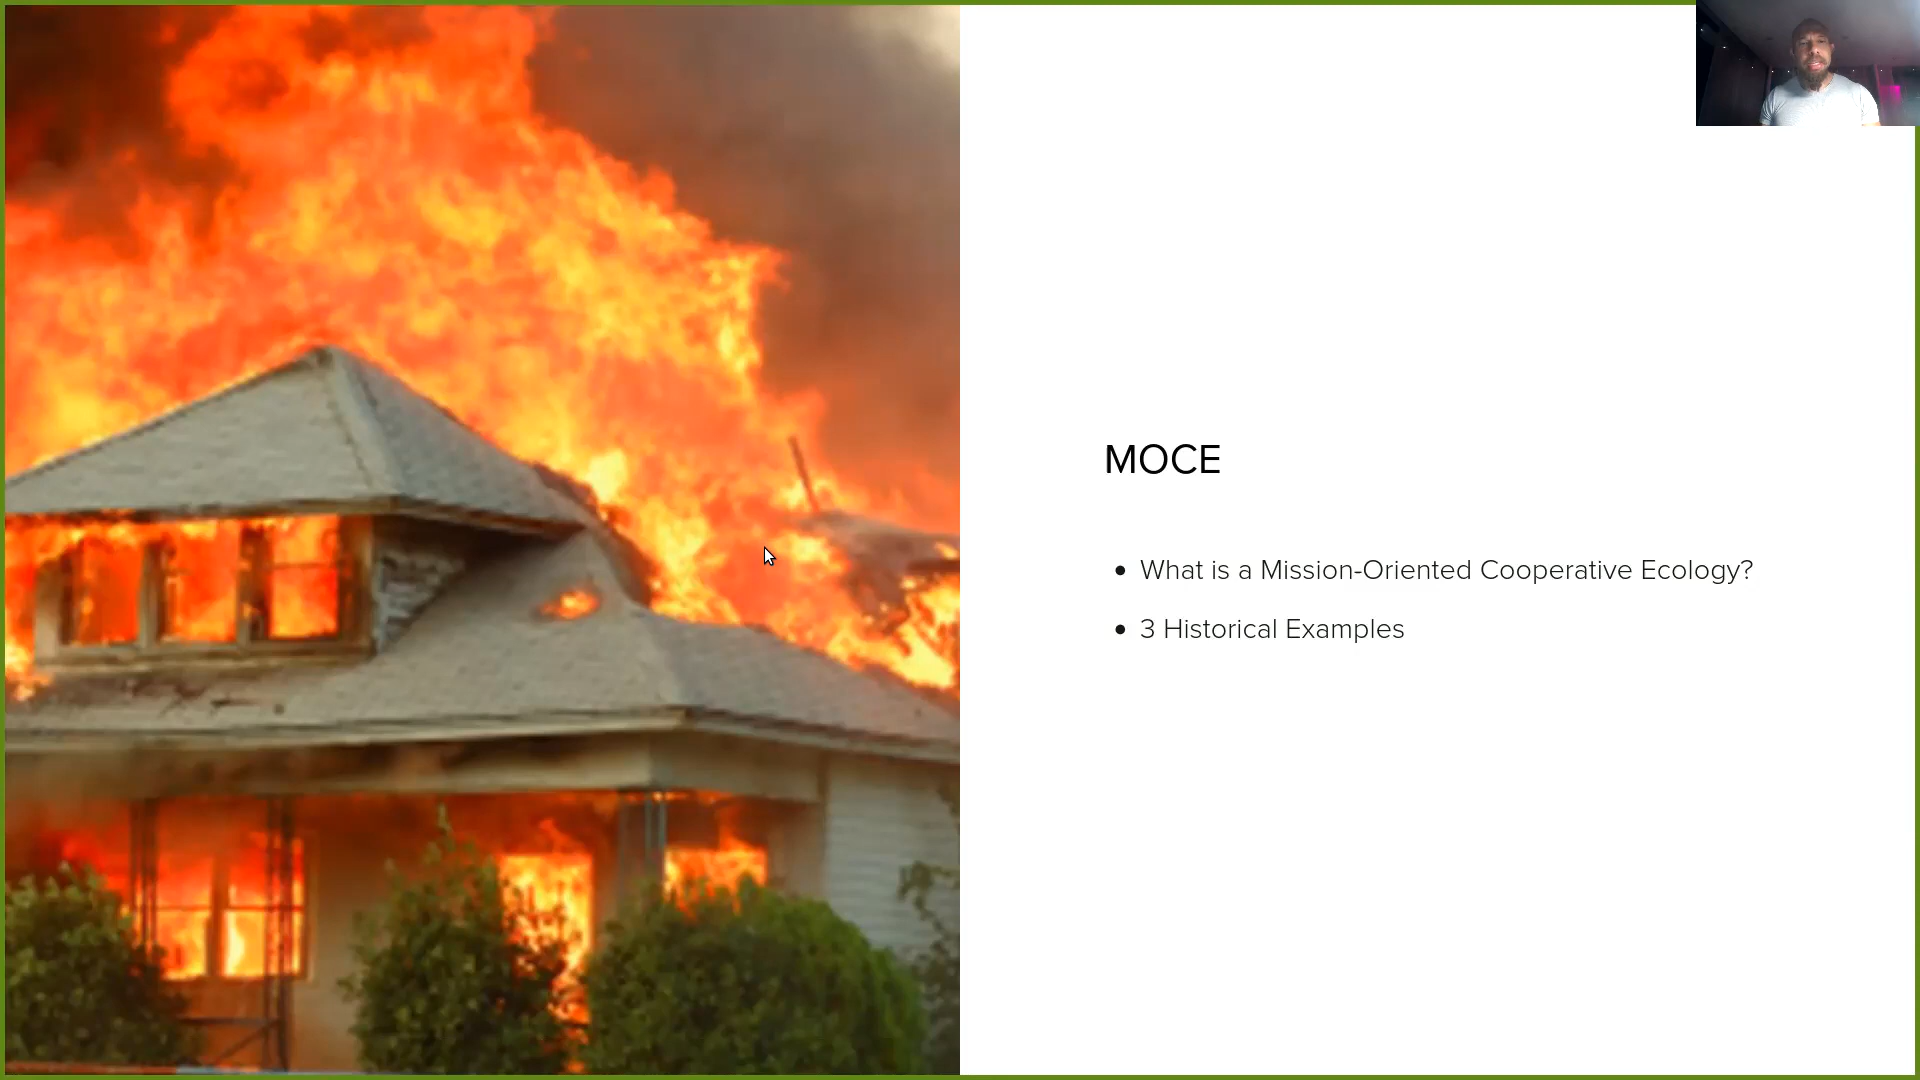 MOCE
What is a Mission-Oriented Cooperative Ecology?
3 Historical Examples